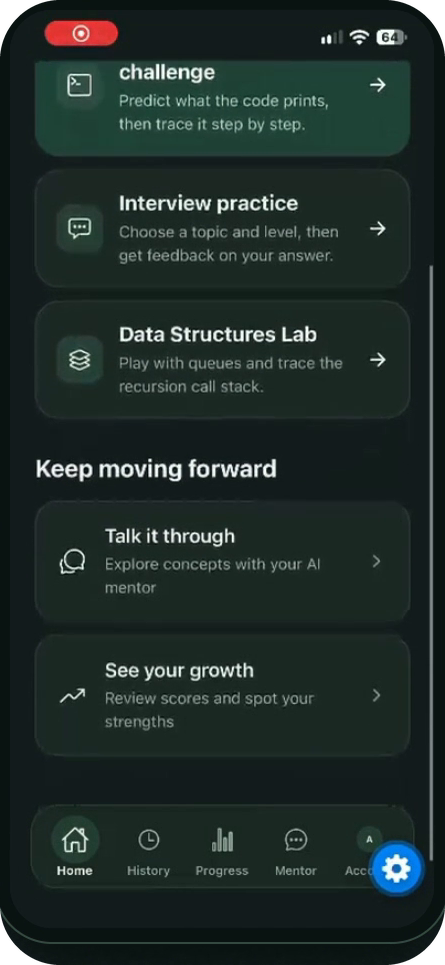 64
challenge
Predict what the code prints,
then trace it step by step.
Interview practice
Choose a topic and level, then
get feedback on your answer.
Data Structures Lab
Play with queues and trace the
recursion call stack.
Keep moving forward
Talk it through
Explore concepts with your AI
mentor
See your growth
Review scores and spot your
strengths
A
Home History Progress Mentor Acc